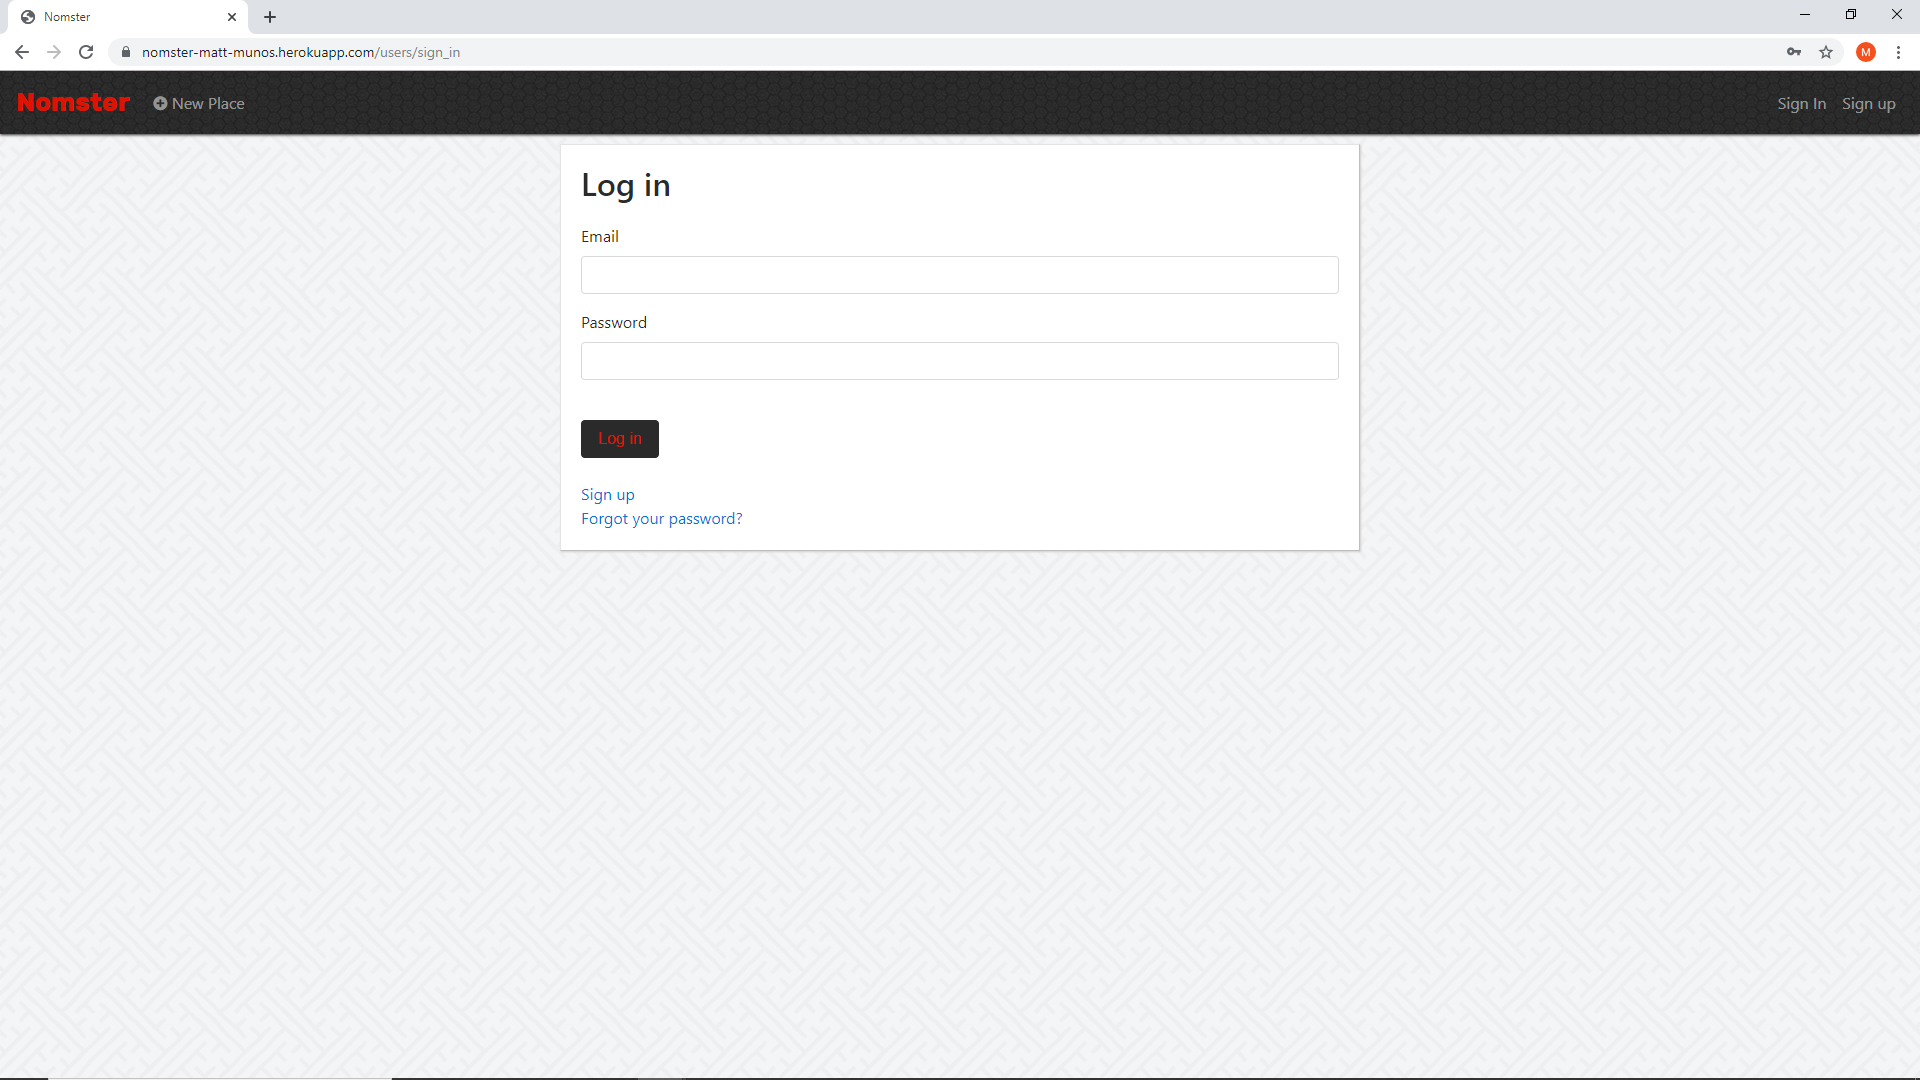 Nomster
nomster-matt-munos.herokuapp.com/users/sign_in
M
Nomster
New Place
Sign In
Sign up
Log in
Email
Password
Log in
Sign up
Forgot your password?